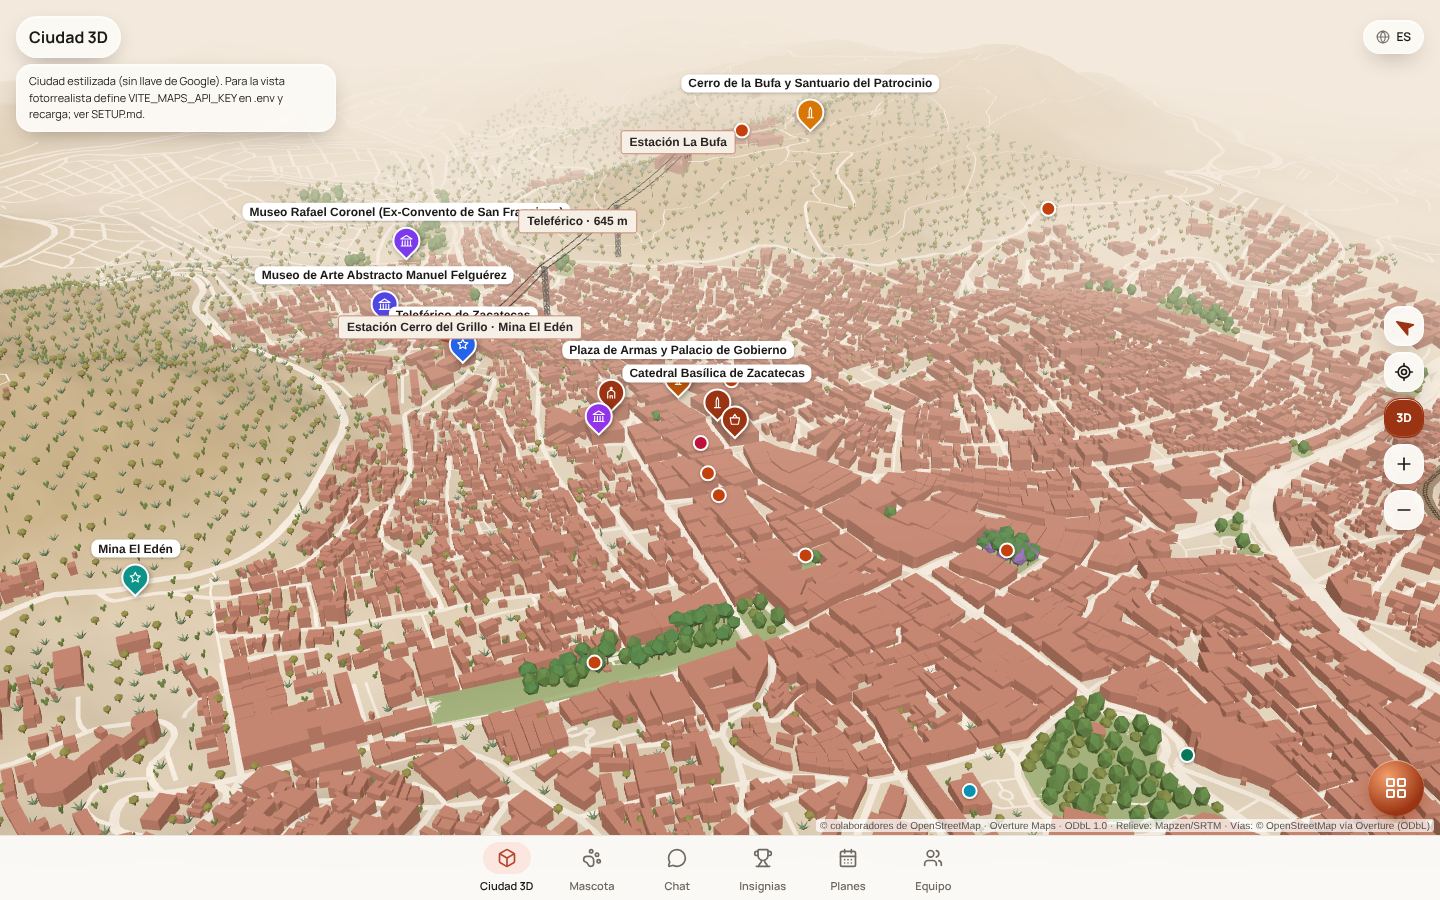 Ciudad 3D
ES
Ciudad estilizada (sin llave de Google). Para la vista
fotorrealista define VITE_MAPS_API_KEY en .env y
recarga; ver SETUP.md.
Cerro de la Bufa y Santuario del Patrocinio
Estación La Bufa
Museo Rafael Coronel (Ex-Convento de San
Teleférico · 645 m
Museo de Arte Abstracto Manuel Felguérez
Teleférico de Zacatecas
Estación Cerro del Grillo · Mina El Edén
Plaza de Armas y Palacio de Gobierno
Catedral Basílica de Zacatecas
3D
Mina El Edén
© colaboradores de OpenStreetMap · Overture Maps · ODbL 1.0 · Relieve: Mapzen/SRTM · Vías: © OpenStreetMap vía Overture (ODbL)
Ciudad 3D
Mascota
Chat
Insignias
Planes
Equipo